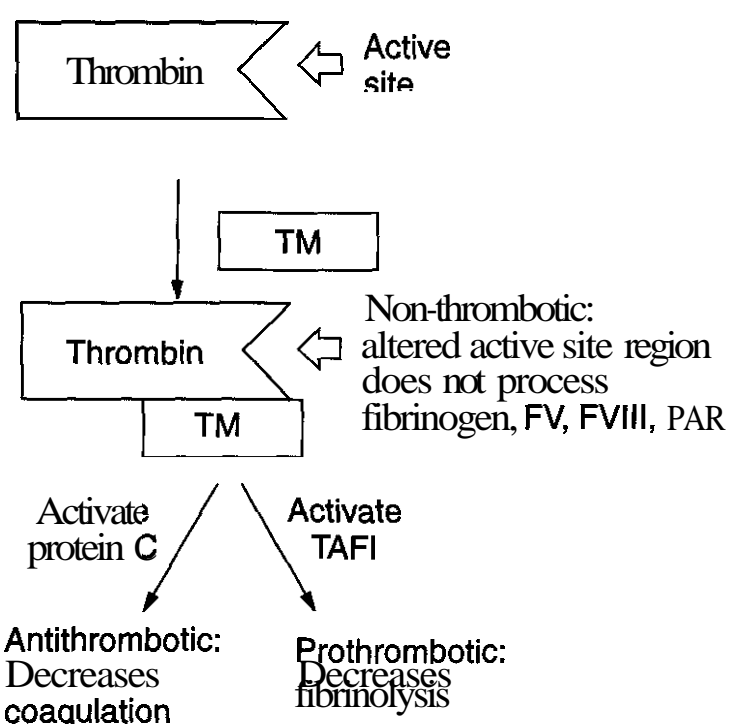 Thrombin
Active
site
TM
Thrombin
Non-thrombotic:
altered active site region
does not process
fibrinogen, FV, FVIII, PAR
TM
Activate
protein C
Activate
TAFI
Antithrombotic:
Decreases
coagulation
Prothrombotic:
Decreases
fibrinolysis